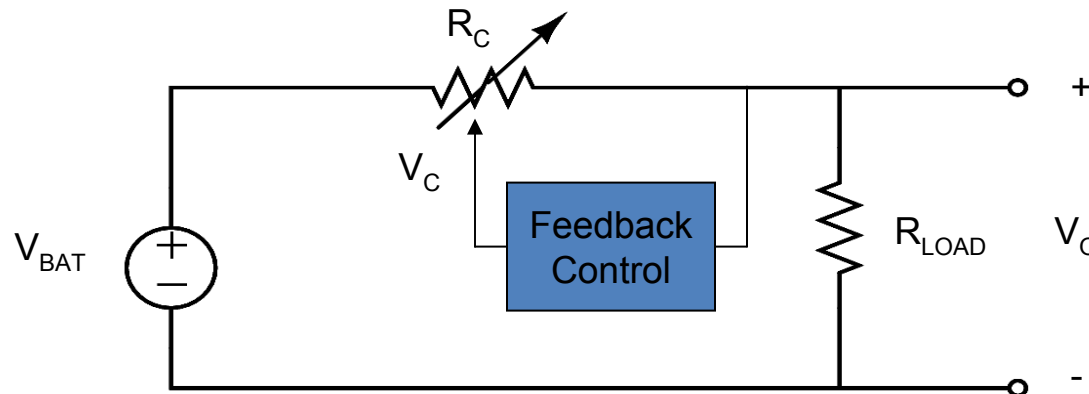 R_C
+
V_C
Feedback
Control
V_BAT
+
−
R_LOAD
-